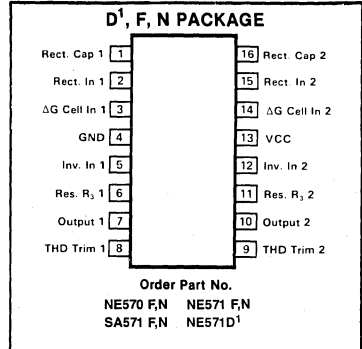 D¹, F, N PACKAGE
Rect. Cap 1 1 16 Rect. Cap 2
Rect. In 1 2 15 Rect. In 2
ΔG Cell In 1 3 14 ΔG Cell In 2
GND 4 13 VCC
Inv. In 1 5 12 Inv. In 2
Res. R₃ 1 6 11 Res. R₃ 2
Output 1 7 10 Output 2
THD Trim 1 8 9 THD Trim 2
Order Part No.
NE570 F,N NE571 F,N
SA571 F,N NE571D¹